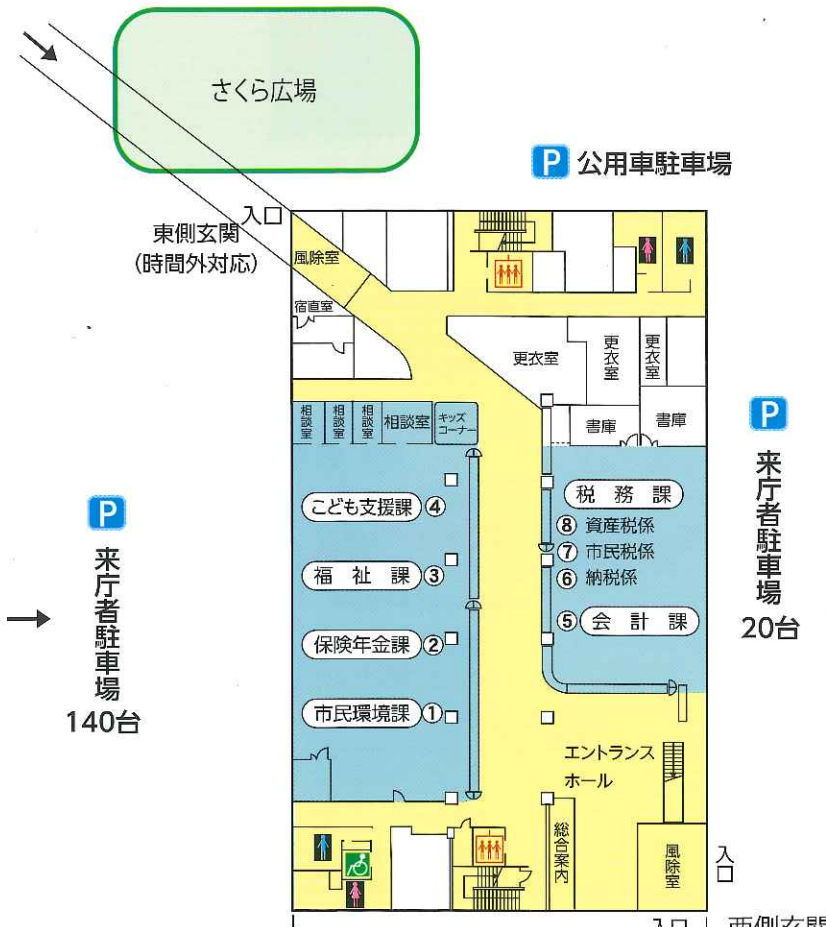 さくら広場
P 公用車駐車場
入口
東側玄関
(時間外対応)
風除室
宿直室
更衣室
更衣室
更衣室
書庫
書庫
相談室
相談室
相談室
相談室
キッズ
コーナー
こども支援課 ④
福祉課 ③
保険年金課 ②
市民環境課 ①
税務課
⑧ 資産税係
⑦ 市民税係
⑥ 納税係
⑤ 会計課
P
来庁者駐車場
140台
P
来庁者駐車場
20台
エントランス
ホール
総合案内
風除室
入口
入口
西側玄関